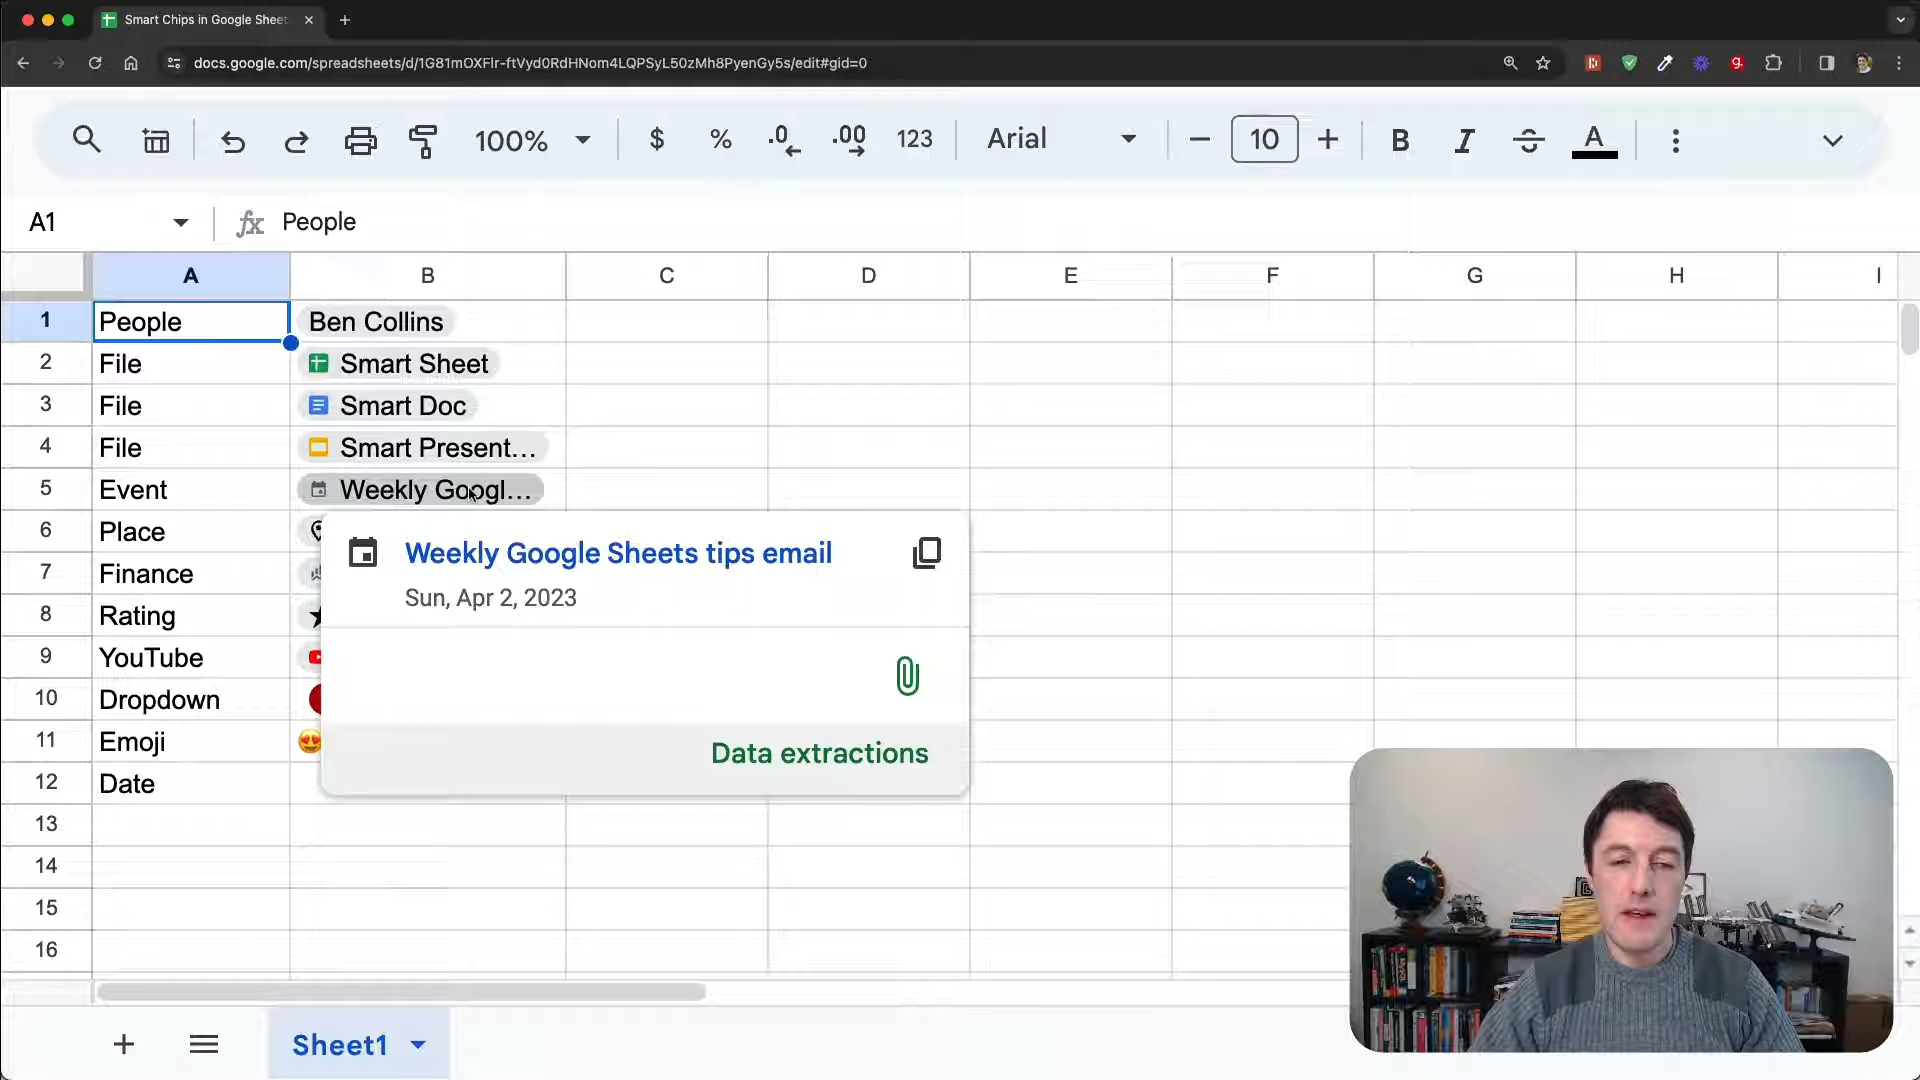 Smart Chips in Google Sheet
docs.google.com/spreadsheets/d/1G81mOXFIr-ftVyd0RdHNom4LQPSyL50zMh8PyenGy5s/edit#gid=0
100% $ % .0 .00 123 Arial 10 B I S A
A1 fx People
A B C D E F G H I
1 People Ben Collins
2 File Smart Sheet
3 File Smart Doc
4 File Smart Present...
5 Event Weekly Googl...
6 Place
7 Finance
8 Rating
9 YouTube
10 Dropdown
11 Emoji
12 Date
13
14
15
16
Weekly Google Sheets tips email
Sun, Apr 2, 2023
Data extractions
Sheet1